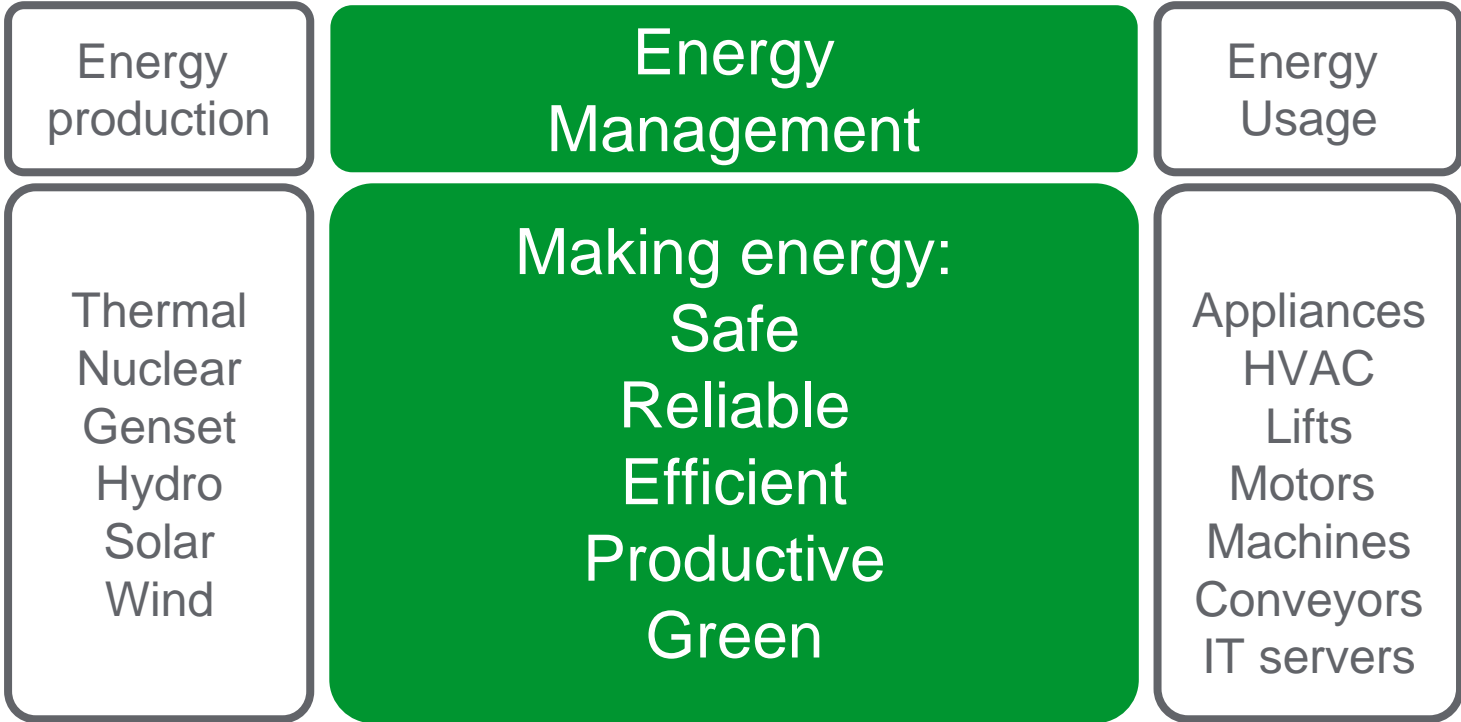 Energy
production
Energy
Management
Energy
Usage
Thermal
Nuclear
Genset
Hydro
Solar
Wind
Making energy:
Safe
Reliable
Efficient
Productive
Green
Appliances
HVAC
Lifts
Motors
Machines
Conveyors
IT servers